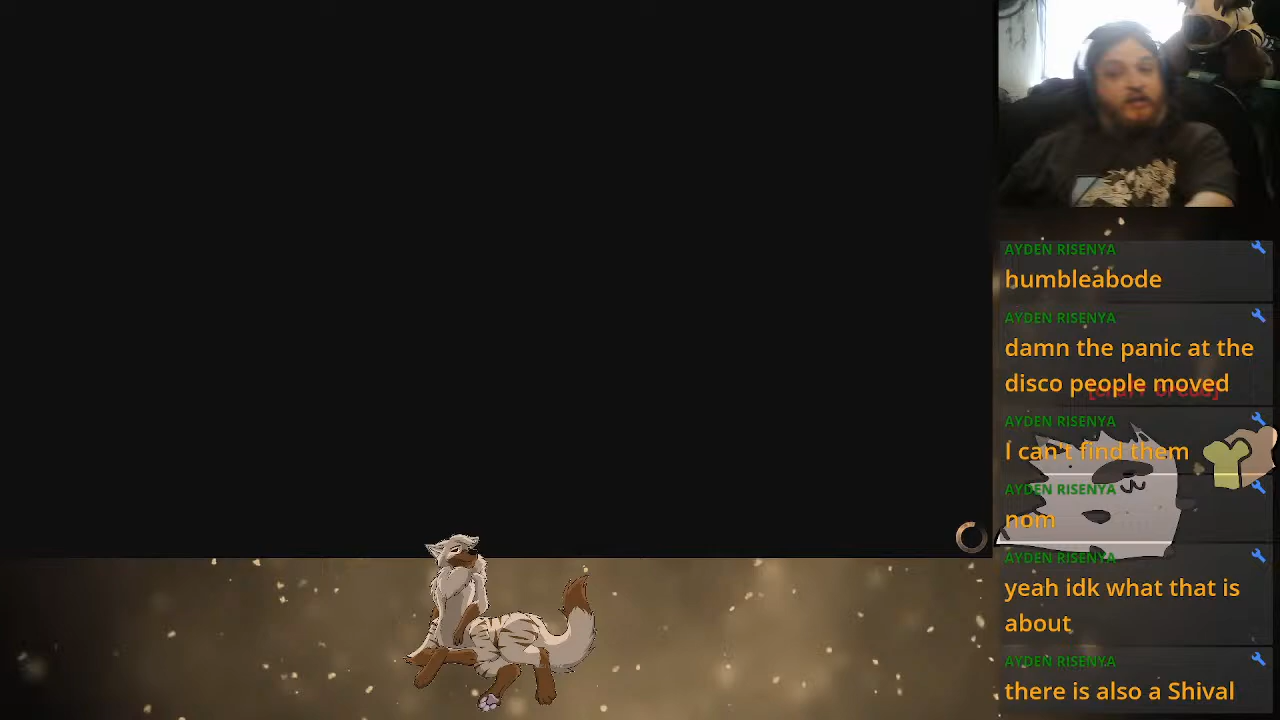 AYDEN RISENYA
humbleabode
AYDEN RISENYA
damn the panic at the
disco people moved
AYDEN RISENYA
I can't find them
AYDEN RISENYA
nom
AYDEN RISENYA
yeah idk what that is
about
AYDEN RISENYA
there is also a Shival